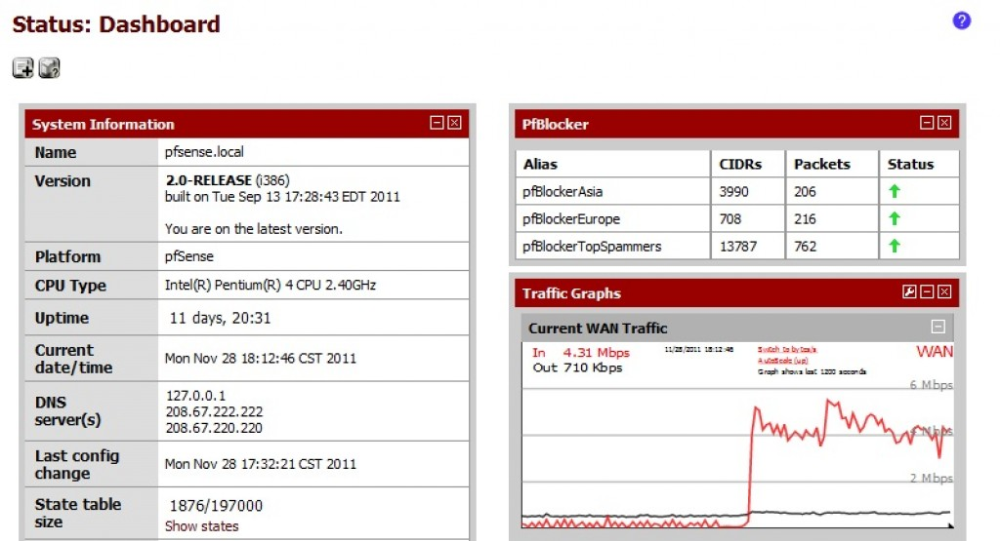 Status: Dashboard
System Information
Name pfsense.local
Version 2.0-RELEASE (i386)
built on Tue Sep 13 17:28:43 EDT 2011
You are on the latest version.
Platform pfSense
CPU Type Intel(R) Pentium(R) 4 CPU 2.40GHz
Uptime 11 days, 20:31
Current date/time Mon Nov 28 18:12:46 CST 2011
DNS server(s) 127.0.0.1
208.67.222.222
208.67.220.220
Last config change Mon Nov 28 17:32:21 CST 2011
State table size 1876/197000
Show states
PfBlocker
Alias CIDRs Packets Status
pfBlockerAsia 3990 206
pfBlockerEurope 708 216
pfBlockerTopSpammers 13787 762
Traffic Graphs
Current WAN Traffic
In 4.31 Mbps 11/28/2011 18:12:46 Switch to bytes/s WAN
Out 710 Kbps AutoScale (up)
Graph shows last 1200 seconds
6 Mbps
4 Mbps
2 Mbps